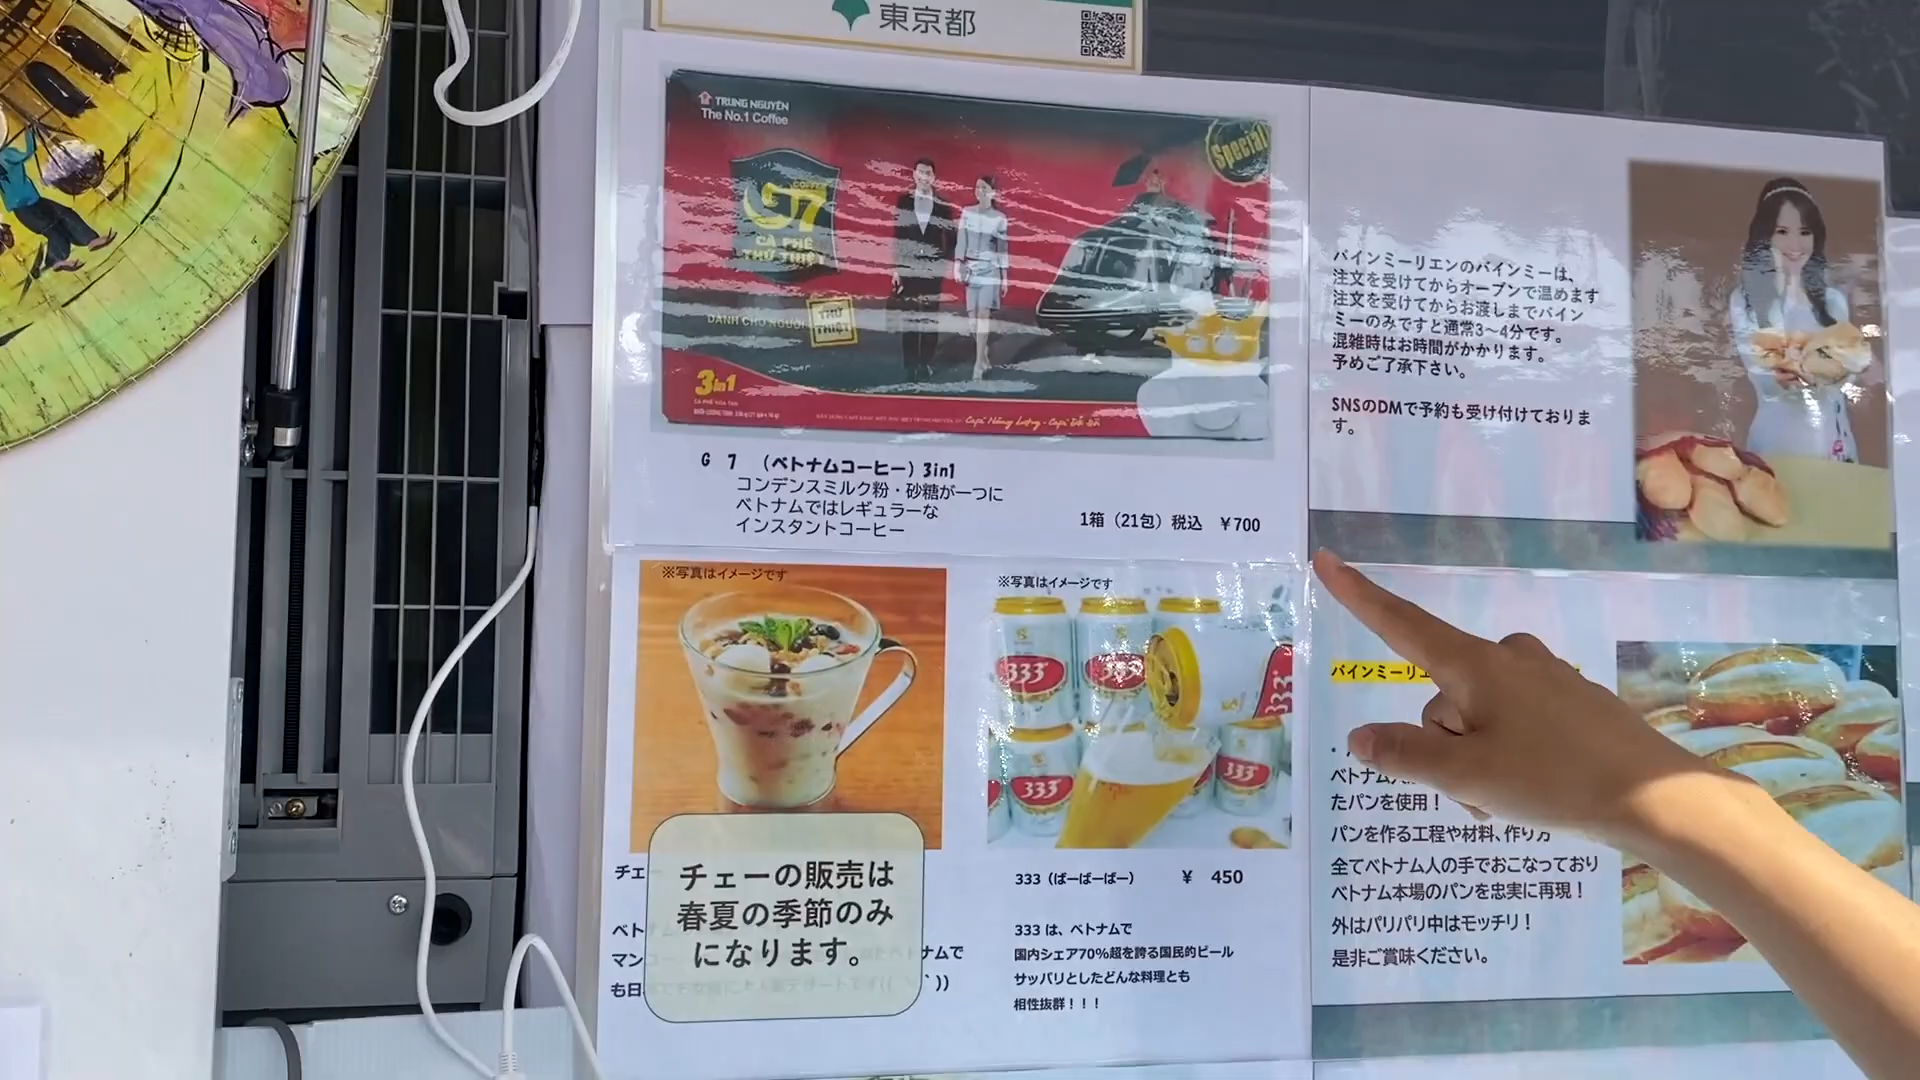 東京都
TRUNG NGUYÊN
The No.1 Coffee
Special
COFFEE
G7
CÀ PHÊ
THỨ THIỆT
DÀNH CHO NGƯỜI
THỨ
THIỆT
3in1
CÀ PHÊ HÒA TAN
G 7 （ベトナムコーヒー）3in1
コンデンスミルク粉・砂糖が一つに
ベトナムではレギュラーな
インスタントコーヒー
1箱（21包）税込 ￥700
バインミーリエンのバインミーは、
注文を受けてからオーブンで温めます
注文を受けてからお渡しまでバイン
ミーのみですと通常3～4分です。
混雑時はお時間がかかります。
予めご了承下さい。
SNSのDMで予約も受け付けておりま
す。
※写真はイメージです
チェ
チェーの販売は
春夏の季節のみ
になります。
ベト
マン
ナムで
も日
※写真はイメージです
333
333
333
333
333
333（ばーばーばー） ￥ 450
333 は、ベトナムで
国内シェア70％超を誇る国民的ビール
サッパリとしたどんな料理とも
相性抜群！！！
バインミーリエ
ベトナム
たパンを使用！
パンを作る工程や材料、作り方
全てベトナム人の手でおこなっており
ベトナム本場のパンを忠実に再現！
外はパリパリ中はモッチリ！
是非ご賞味ください。